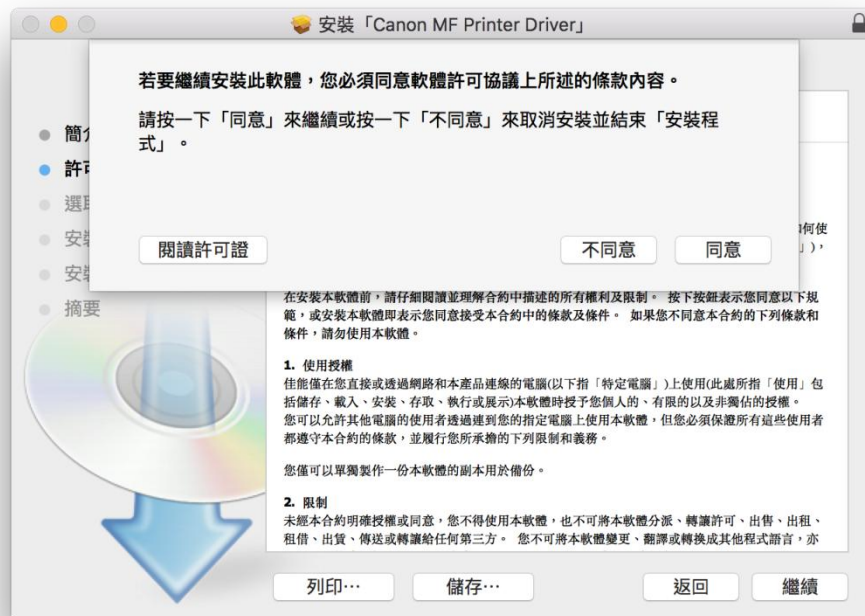 安裝「Canon MF Printer Driver」
若要繼續安裝此軟體，您必須同意軟體許可協議上所述的條款內容。
請按一下「同意」來繼續或按一下「不同意」來取消安裝並結束「安裝程
式」。
閱讀許可證
不同意
同意
簡
許
選
安
安
摘要
何使
」)，
在安裝本軟體前，請仔細閱讀並理解合約中描述的所有權利及限制。 按下按鈕表示您同意以下規
範，或安裝本軟體即表示您同意接受本合約中的條款及條件。 如果您不同意本合約的下列條款和
條件，請勿使用本軟體。
1. 使用授權
佳能僅在您直接或透過網路和本產品連線的電腦(以下指「特定電腦」)上使用(此處所指「使用」包
括儲存、載入、安裝、存取、執行或展示)本軟體時授予您個人的、有限的以及非獨佔的授權。
您可以允許其他電腦的使用者透過連到您的指定電腦上使用本軟體，但您必須保證所有這些使用者
都遵守本合約的條款，並履行您所承擔的下列限制和義務。
您僅可以單獨製作一份本軟體的副本用於備份。
2. 限制
未經本合約明確授權或同意，您不得使用本軟體，也不可將本軟體分派、轉讓許可、出售、出租、
租借、出賃、傳送或轉讓給任何第三方。 您不可將本軟體變更、翻譯或轉換成其他程式語言，亦
列印⋯
儲存⋯
返回
繼續